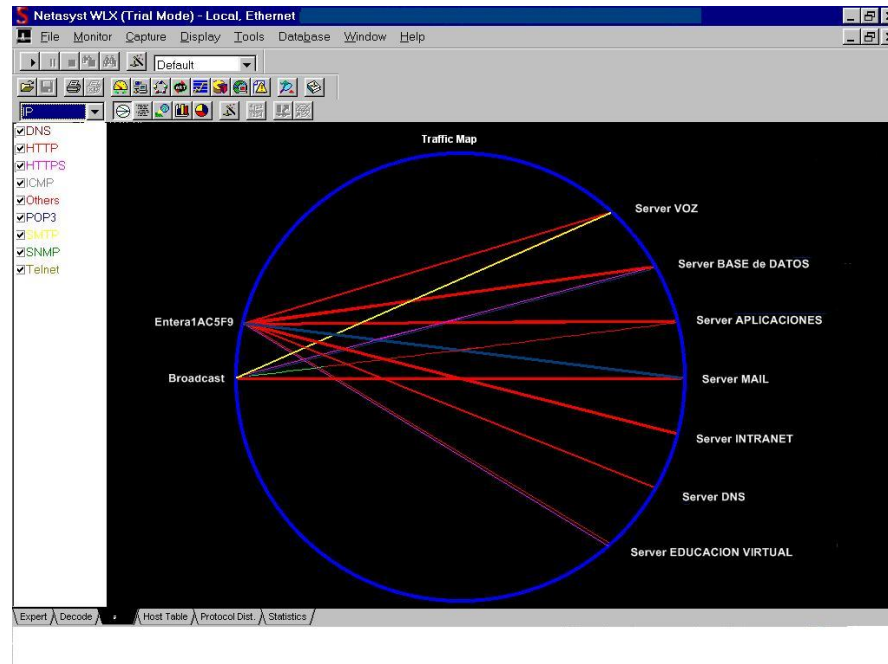 Netasyst WLX (Trial Mode) - Local, Ethernet
File Monitor Capture Display Tools Database Window Help
Default
IP
DNS
HTTP
HTTPS
ICMP
Others
POP3
SMTP
SNMP
Telnet
Traffic Map
Server VOZ
Server BASE de DATOS
Entera1AC5F9
Server APLICACIONES
Broadcast
Server MAIL
Server INTRANET
Server DNS
Server EDUCACION VIRTUAL
Expert Decode Host Table Protocol Dist. Statistics